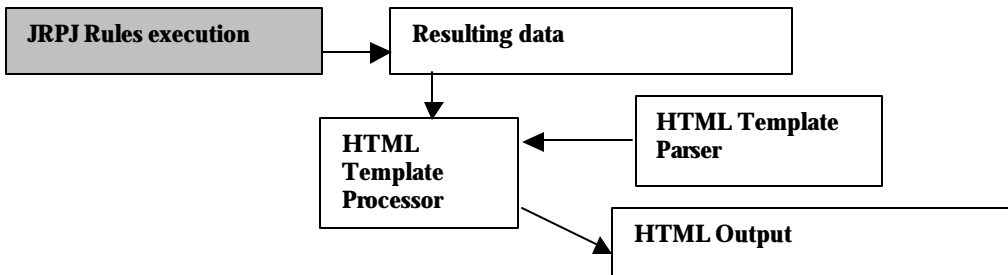 JRPJ Rules execution
Resulting data
HTML
Template
Processor
HTML Template
Parser
HTML Output